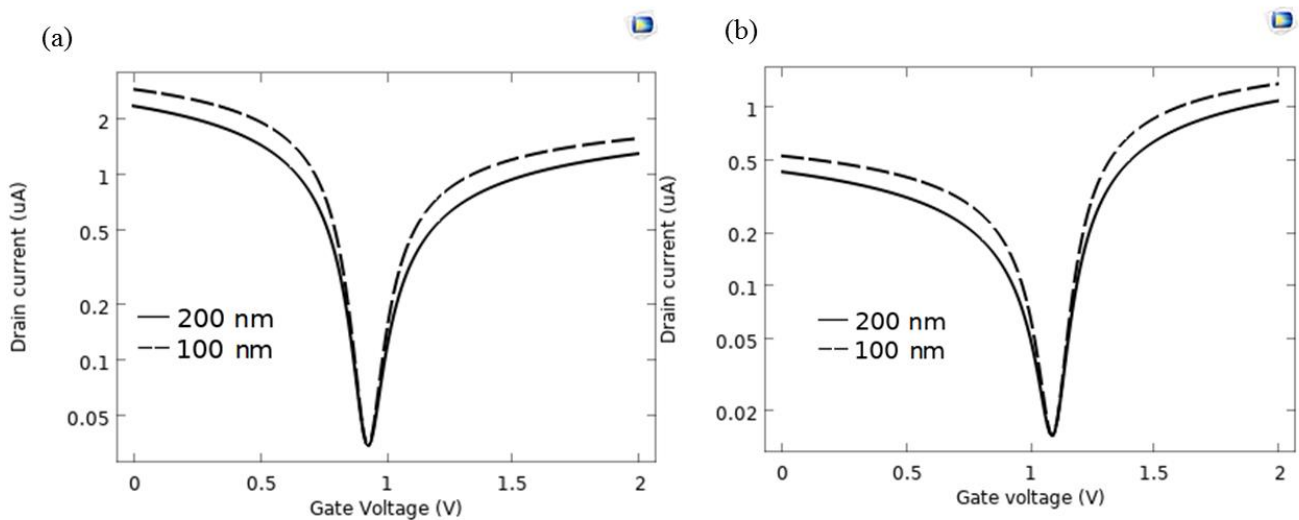 (a)
2
1
0.5
0.2
0.1
0.05
Drain current (uA)
200 nm
100 nm
0 0.5 1 1.5 2
Gate Voltage (V)
(b)
1
0.5
0.2
0.1
0.05
0.02
Drain current (uA)
200 nm
100 nm
0 0.5 1 1.5 2
Gate voltage (V)